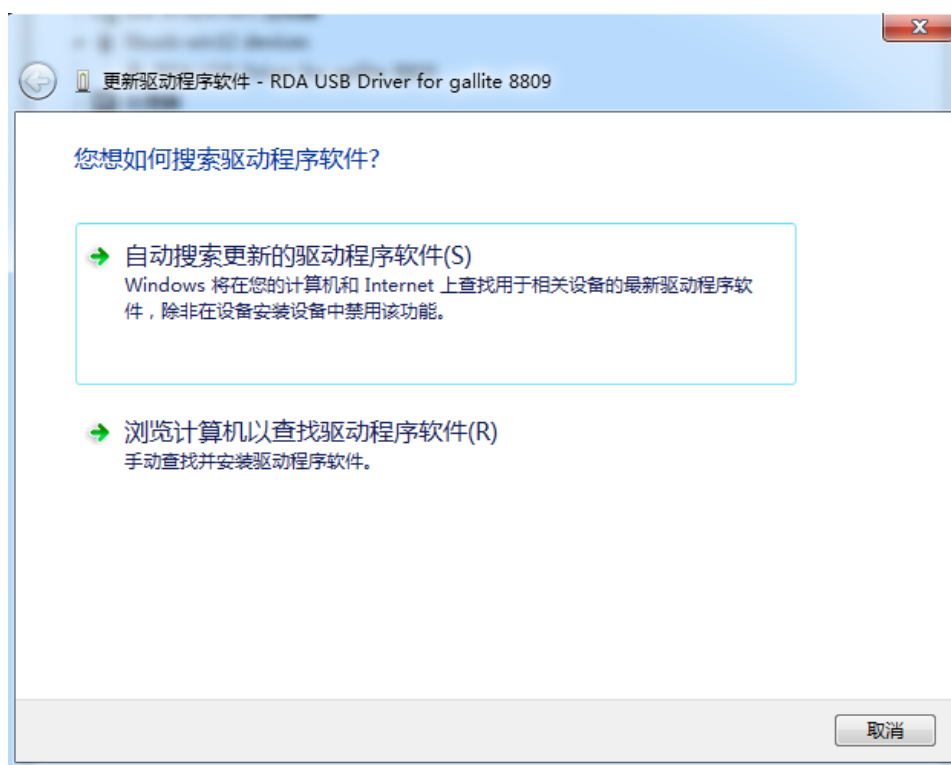 更新驱动程序软件 - RDA USB Driver for gallite 8809
您想如何搜索驱动程序软件?
自动搜索更新的驱动程序软件(S)
Windows 将在您的计算机和 Internet 上查找用于相关设备的最新驱动程序软
件，除非在设备安装设备中禁用该功能。
浏览计算机以查找驱动程序软件(R)
手动查找并安装驱动程序软件。
取消